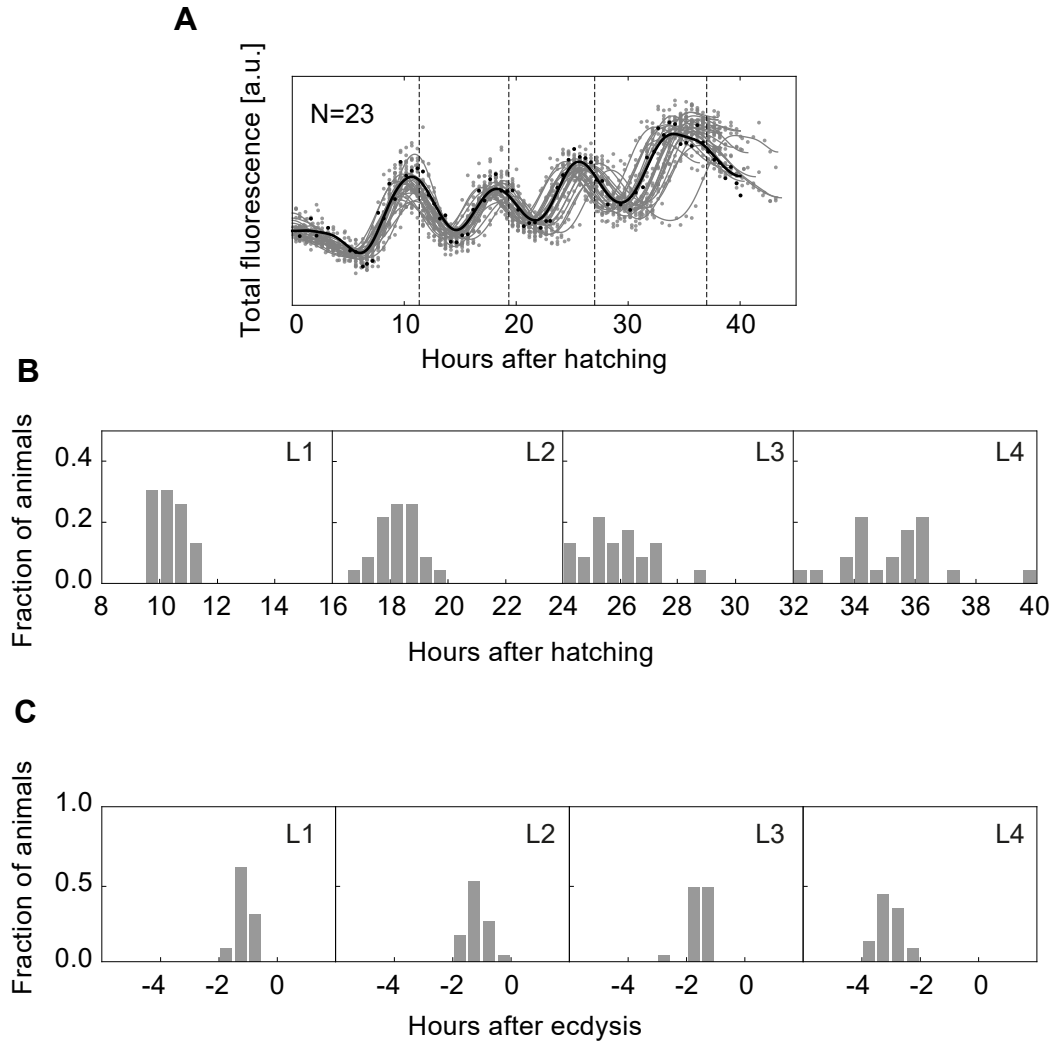 A
Total fluorescence [a.u.]
N=23
0 10 20 30 40
Hours after hatching
B
Fraction of animals
0.4
0.2
0.0
L1 L2 L3 L4
8 10 12 14 16 18 20 22 24 26 28 30 32 34 36 38 40
Hours after hatching
C
Fraction of animals
1.0
0.5
0.0
L1 L2 L3 L4
-4 -2 0 -4 -2 0 -4 -2 0 -4 -2 0
Hours after ecdysis